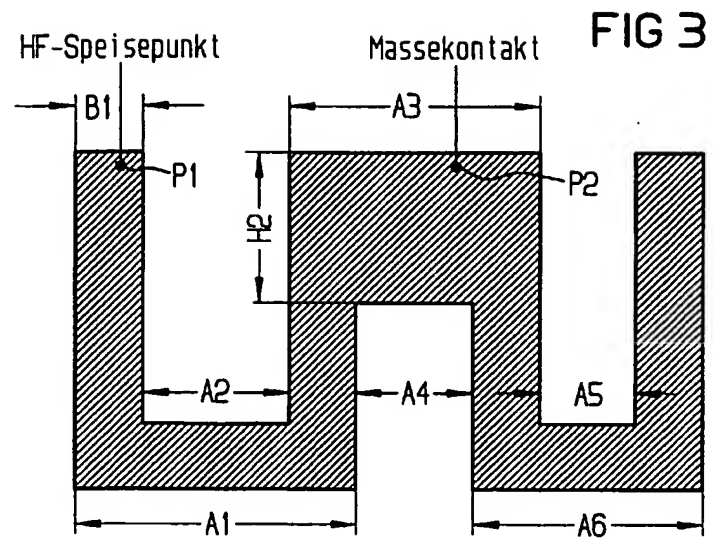 FIG 3
HF-Speisepunkt
Massekontakt
B1
A3
P1
P2
H2
A2
A4
A5
A1
A6